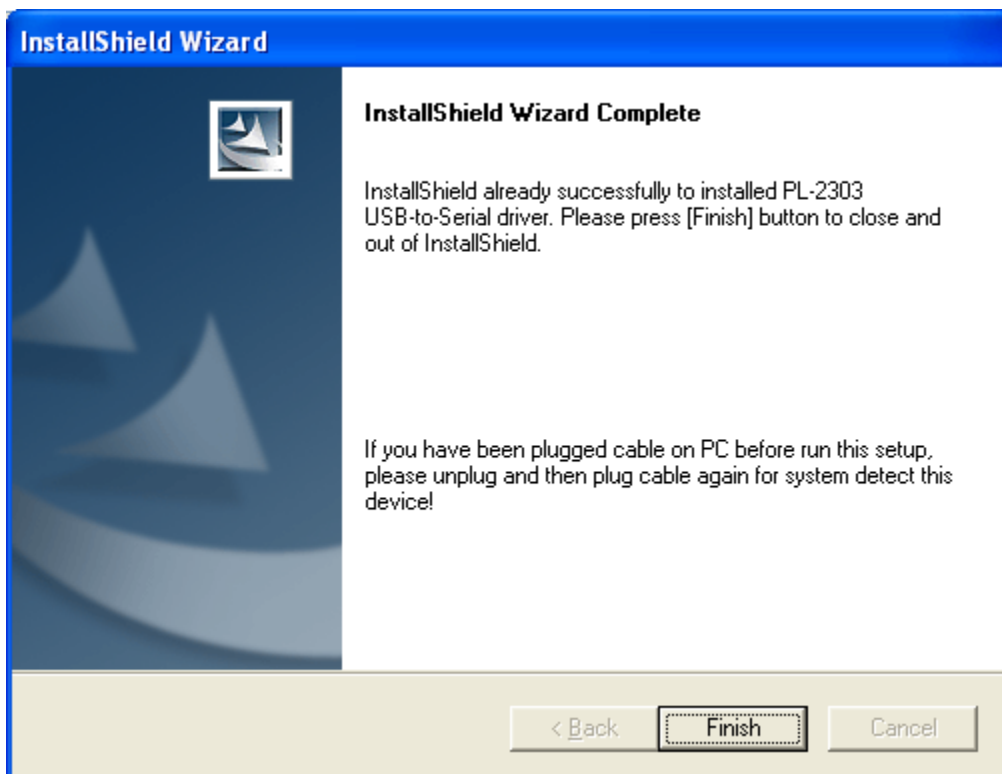 InstallShield Wizard
InstallShield Wizard Complete
InstallShield already successfully to installed PL-2303
USB-to-Serial driver. Please press [Finish] button to close and
out of InstallShield.
If you have been plugged cable on PC before run this setup,
please unplug and then plug cable again for system detect this
device!
< Back
Finish
Cancel